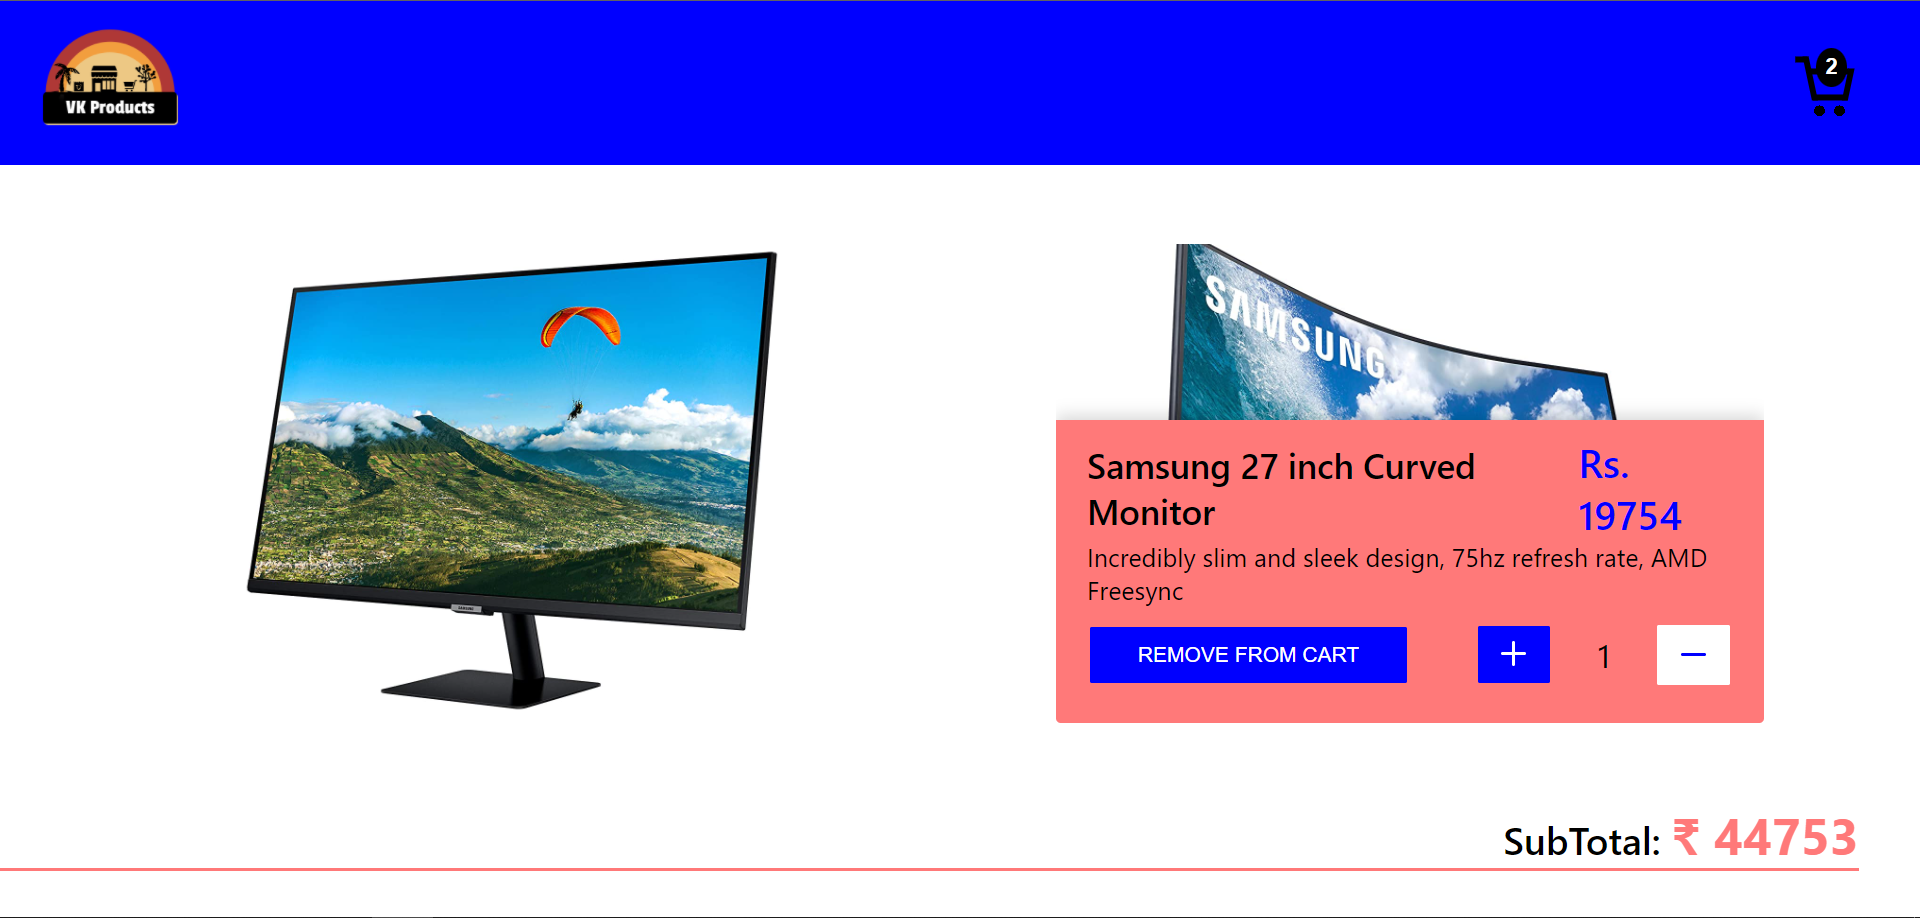 VK Products
2
SAMSUNG
Samsung 27 inch Curved
Monitor
Rs.
19754
Incredibly slim and sleek design, 75hz refresh rate, AMD
Freesync
REMOVE FROM CART
+ 1 −
SubTotal: ₹ 44753